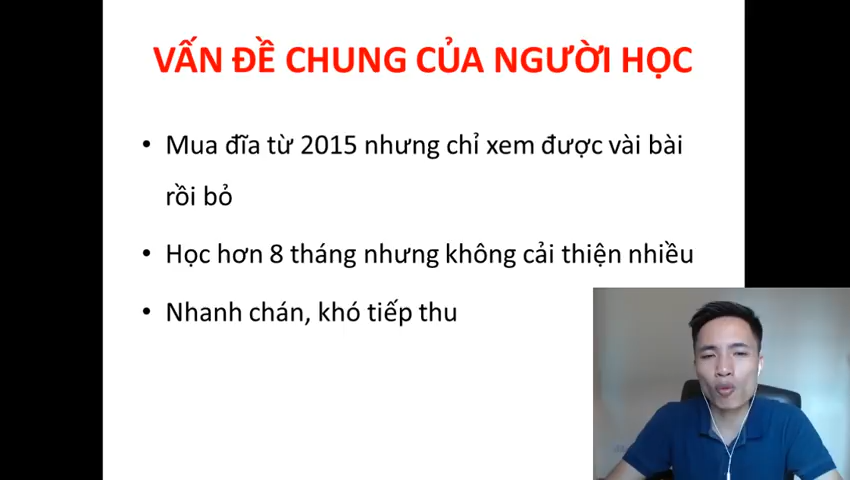 VẤN ĐỀ CHUNG CỦA NGƯỜI HỌC
• Mua đĩa từ 2015 nhưng chỉ xem được vài bài
rồi bỏ
• Học hơn 8 tháng nhưng không cải thiện nhiều
• Nhanh chán, khó tiếp thu